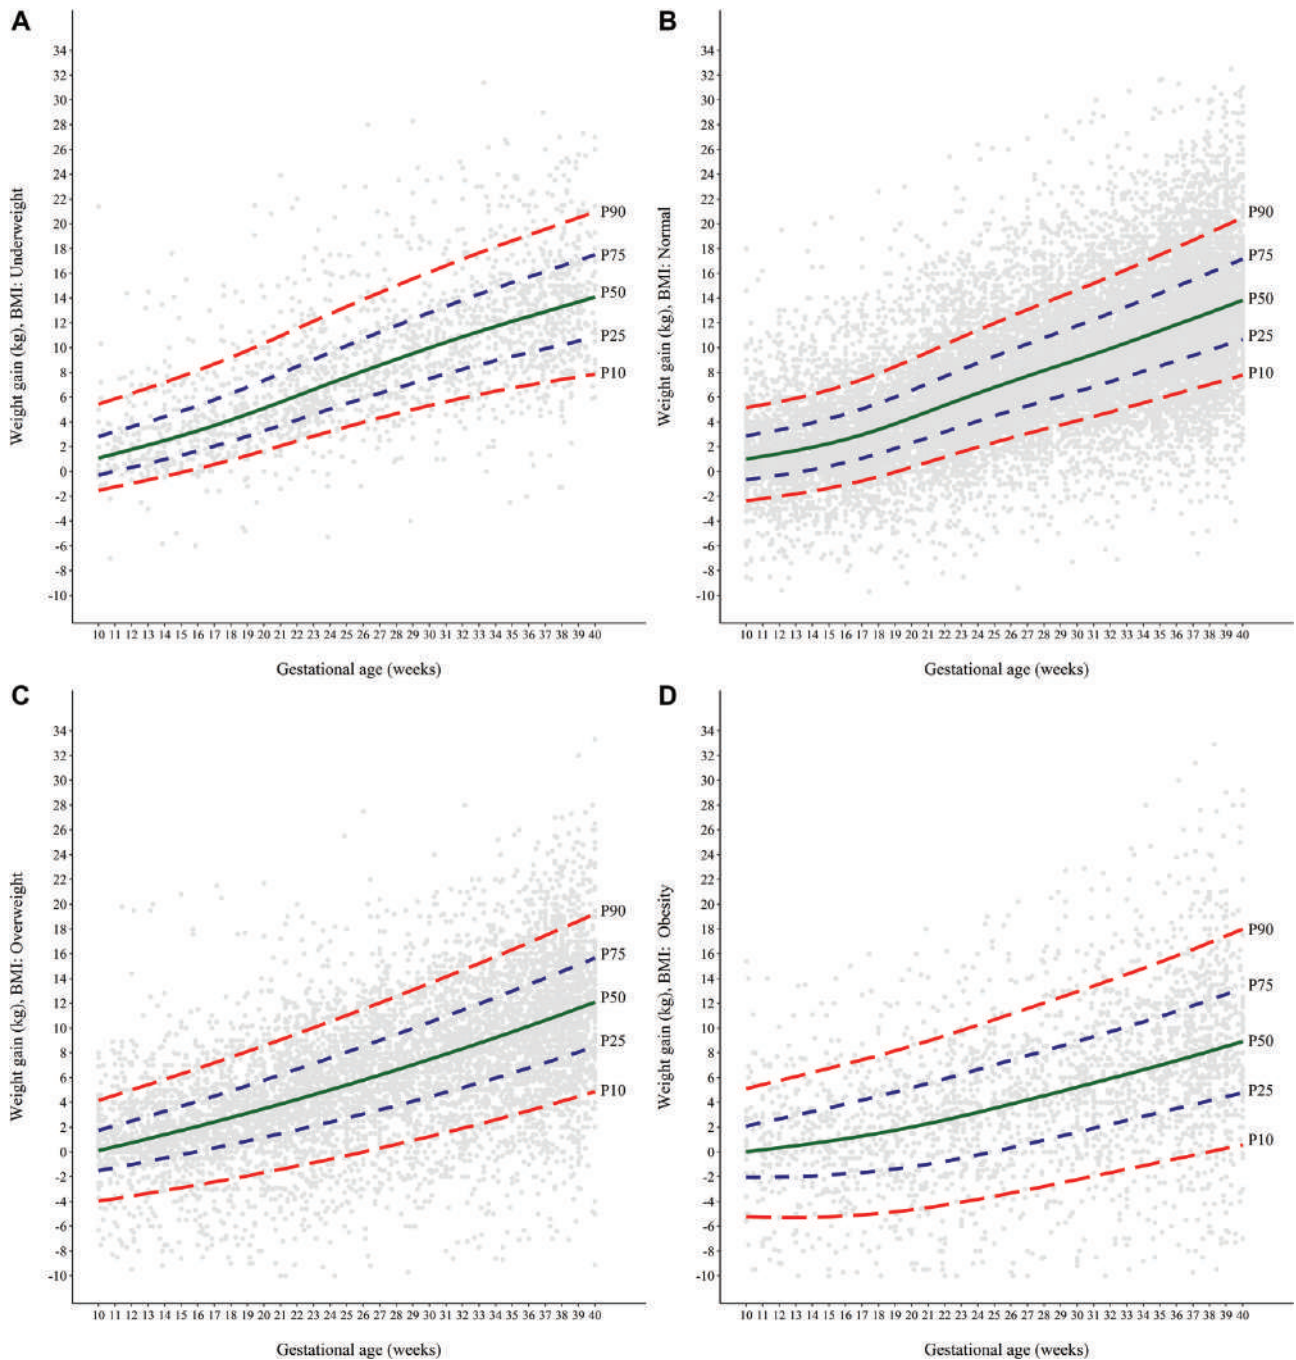 A
Weight gain (kg), BMI: Underweight
34
32
30
28
26
24
22
20
18
16
14
12
10
8
6
4
2
0
-2
-4
-6
-8
-10
P90
P75
P50
P25
P10
10 11 12 13 14 15 16 17 18 19 20 21 22 23 24 25 26 27 28 29 30 31 32 33 34 35 36 37 38 39 40
Gestational age (weeks)
B
Weight gain (kg), BMI: Normal
34
32
30
28
26
24
22
20
18
16
14
12
10
8
6
4
2
0
-2
-4
-6
-8
-10
P90
P75
P50
P25
P10
10 11 12 13 14 15 16 17 18 19 20 21 22 23 24 25 26 27 28 29 30 31 32 33 34 35 36 37 38 39 40
Gestational age (weeks)
C
Weight gain (kg), BMI: Overweight
34
32
30
28
26
24
22
20
18
16
14
12
10
8
6
4
2
0
-2
-4
-6
-8
-10
P90
P75
P50
P25
P10
10 11 12 13 14 15 16 17 18 19 20 21 22 23 24 25 26 27 28 29 30 31 32 33 34 35 36 37 38 39 40
Gestational age (weeks)
D
Weight gain (kg), BMI: Obesity
34
32
30
28
26
24
22
20
18
16
14
12
10
8
6
4
2
0
-2
-4
-6
-8
-10
P90
P75
P50
P25
P10
10 11 12 13 14 15 16 17 18 19 20 21 22 23 24 25 26 27 28 29 30 31 32 33 34 35 36 37 38 39 40
Gestational age (weeks)